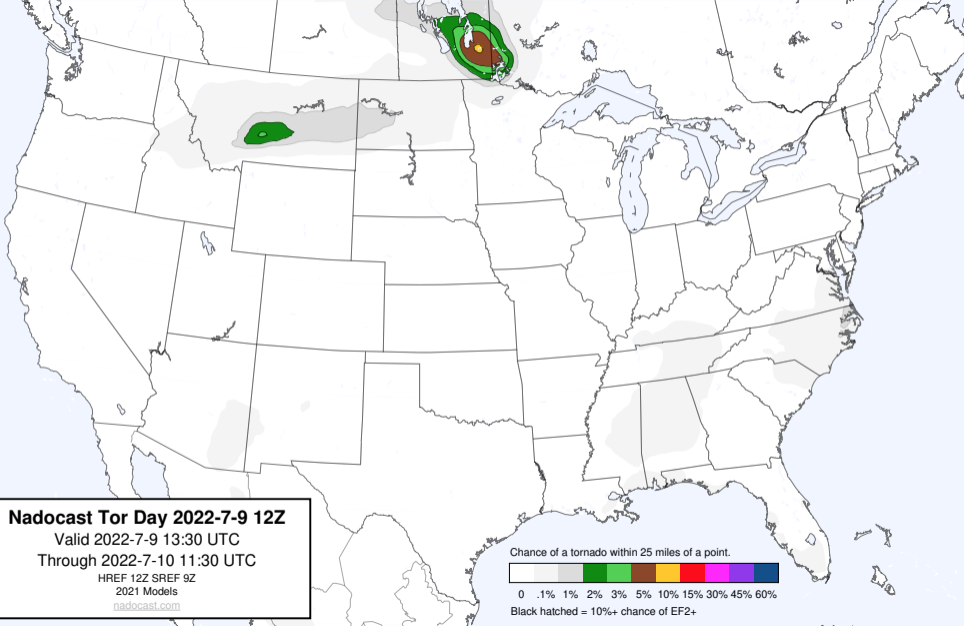 Nadocast Tor Day 2022-7-9 12Z
Valid 2022-7-9 13:30 UTC
Through 2022-7-10 11:30 UTC
HREF 12Z SREF 9Z
2021 Models
nadocast.com
Chance of a tornado within 25 miles of a point.
0 .1% 1% 2% 3% 5% 10% 15% 30% 45% 60%
Black hatched = 10%+ chance of EF2+